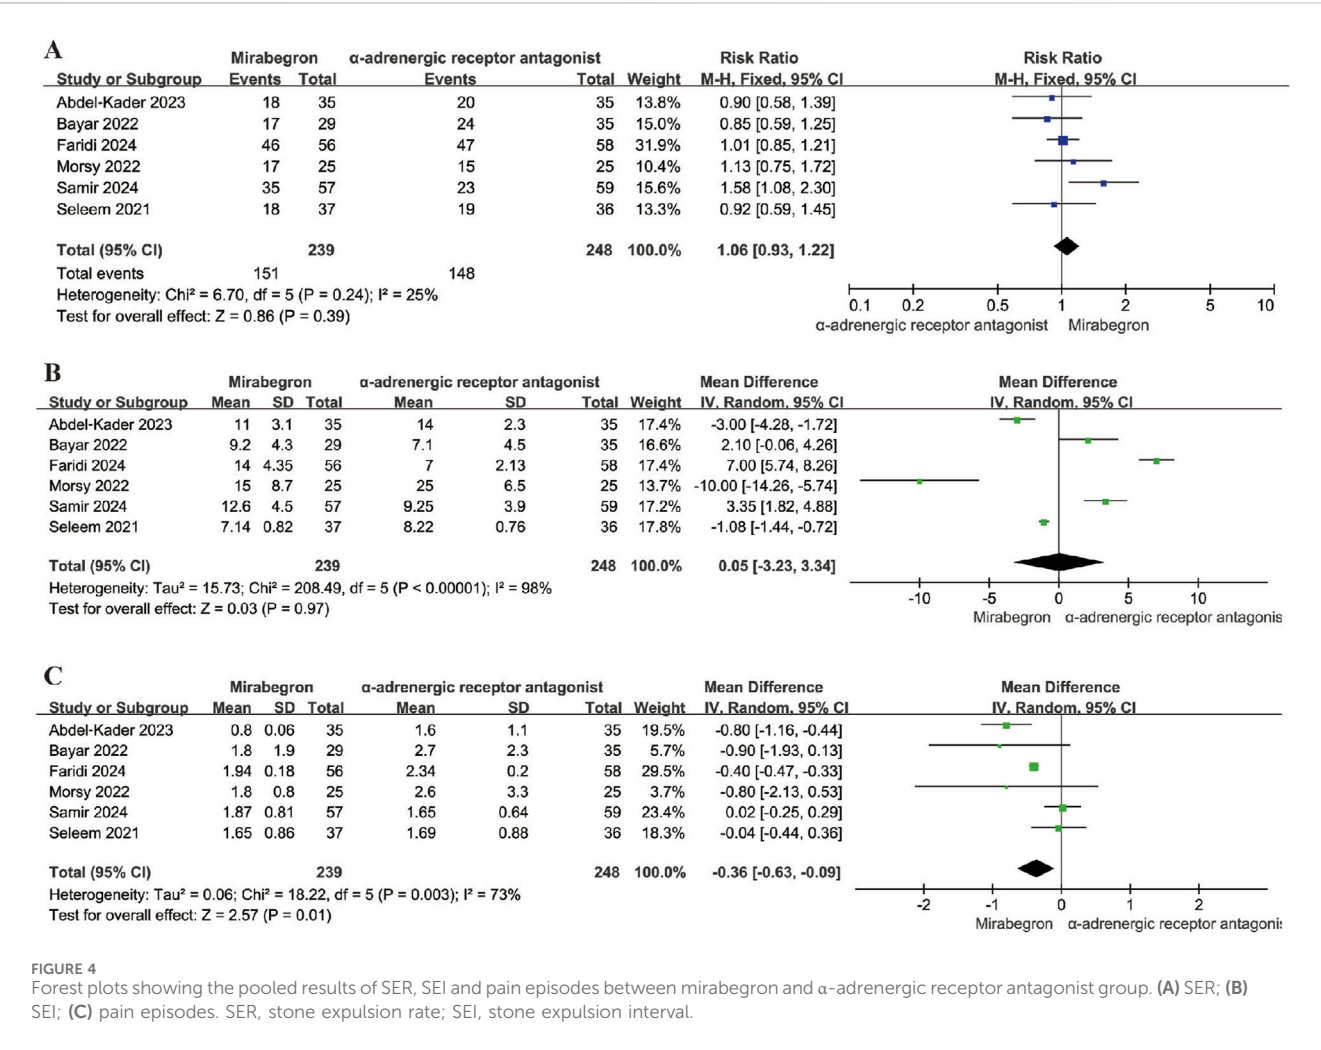 A
Mirabegron α-adrenergic receptor antagonist Risk Ratio Risk Ratio
Study or Subgroup Events Total Events Total Weight M-H, Fixed, 95% CI M-H, Fixed, 95% CI
Abdel-Kader 2023 18 35 20 35 13.8% 0.90 [0.58, 1.39]
Bayar 2022 17 29 24 35 15.0% 0.85 [0.59, 1.25]
Faridi 2024 46 56 47 58 31.9% 1.01 [0.85, 1.21]
Morsy 2022 17 25 15 25 10.4% 1.13 [0.75, 1.72]
Samir 2024 35 57 23 59 15.6% 1.58 [1.08, 2.30]
Seleem 2021 18 37 19 36 13.3% 0.92 [0.59, 1.45]
Total (95% CI) 239 248 100.0% 1.06 [0.93, 1.22]
Total events 151 148
Heterogeneity: Chi² = 6.70, df = 5 (P = 0.24); I² = 25%
Test for overall effect: Z = 0.86 (P = 0.39)
0.1 0.2 0.5 1 2 5 10
α-adrenergic receptor antagonist Mirabegron
B
Mirabegron α-adrenergic receptor antagonist Mean Difference Mean Difference
Study or Subgroup Mean SD Total Mean SD Total Weight IV, Random, 95% CI IV, Random, 95% CI
Abdel-Kader 2023 11 3.1 35 14 2.3 35 17.4% -3.00 [-4.28, -1.72]
Bayar 2022 9.2 4.3 29 7.1 4.5 35 16.6% 2.10 [-0.06, 4.26]
Faridi 2024 14 4.35 56 7 2.13 58 17.4% 7.00 [5.74, 8.26]
Morsy 2022 15 8.7 25 25 6.5 25 13.7% -10.00 [-14.26, -5.74]
Samir 2024 12.6 4.5 57 9.25 3.9 59 17.2% 3.35 [1.82, 4.88]
Seleem 2021 7.14 0.82 37 8.22 0.76 36 17.8% -1.08 [-1.44, -0.72]
Total (95% CI) 239 248 100.0% 0.05 [-3.23, 3.34]
Heterogeneity: Tau² = 15.73; Chi² = 208.49, df = 5 (P < 0.00001); I² = 98%
Test for overall effect: Z = 0.03 (P = 0.97)
-10 -5 0 5 10
Mirabegron α-adrenergic receptor antagonis
C
Mirabegron α-adrenergic receptor antagonist Mean Difference Mean Difference
Study or Subgroup Mean SD Total Mean SD Total Weight IV, Random, 95% CI IV, Random, 95% CI
Abdel-Kader 2023 0.8 0.06 35 1.6 1.1 35 19.5% -0.80 [-1.16, -0.44]
Bayar 2022 1.8 1.9 29 2.7 2.3 35 5.7% -0.90 [-1.93, 0.13]
Faridi 2024 1.94 0.18 56 2.34 0.2 58 29.5% -0.40 [-0.47, -0.33]
Morsy 2022 1.8 0.8 25 2.6 3.3 25 3.7% -0.80 [-2.13, 0.53]
Samir 2024 1.87 0.81 57 1.65 0.64 59 23.4% 0.02 [-0.25, 0.29]
Seleem 2021 1.65 0.86 37 1.69 0.88 36 18.3% -0.04 [-0.44, 0.36]
Total (95% CI) 239 248 100.0% -0.36 [-0.63, -0.09]
Heterogeneity: Tau² = 0.06; Chi² = 18.22, df = 5 (P = 0.003); I² = 73%
Test for overall effect: Z = 2.57 (P = 0.01)
-2 -1 0 1 2
Mirabegron α-adrenergic receptor antagonis
FIGURE 4
Forest plots showing the pooled results of SER, SEI and pain episodes between mirabegron and α-adrenergic receptor antagonist group. (A) SER; (B)
SEI; (C) pain episodes. SER, stone expulsion rate; SEI, stone expulsion interval.